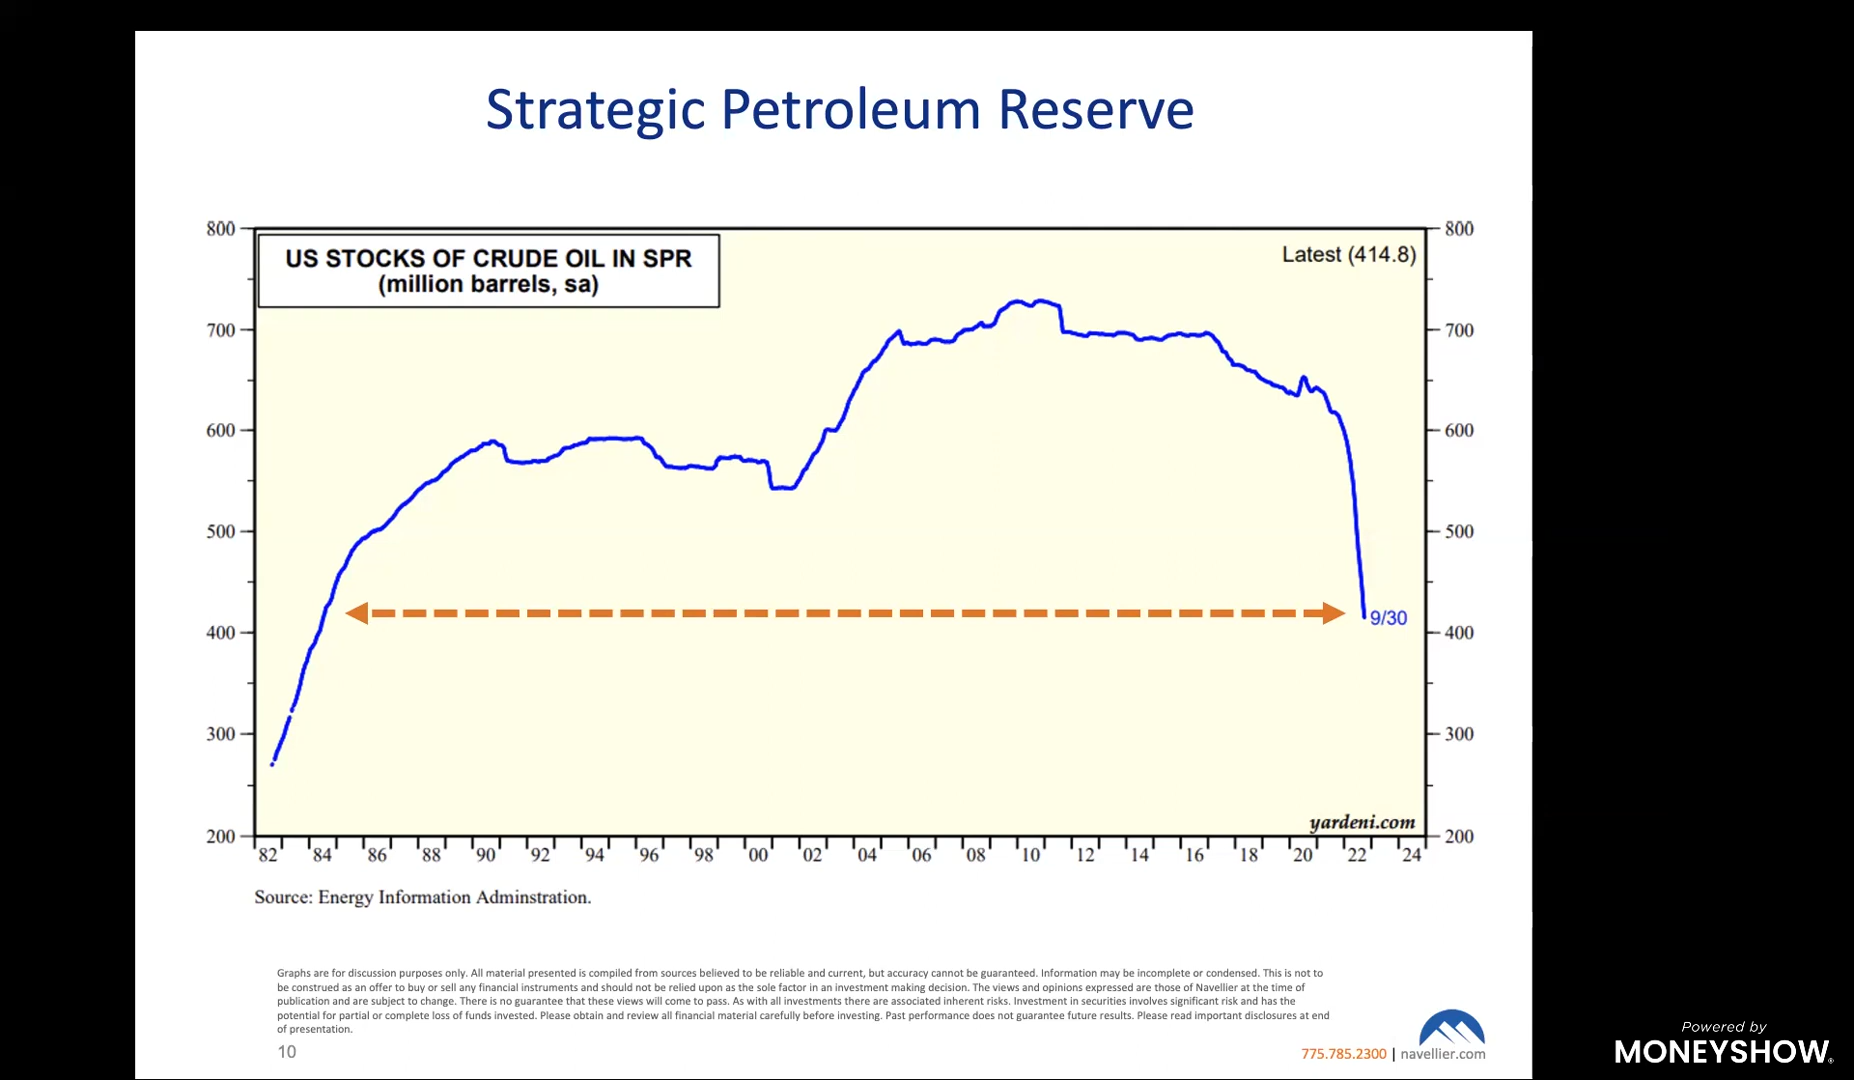 Strategic Petroleum Reserve
US STOCKS OF CRUDE OIL IN SPR
(million barrels, sa)
Latest (414.8)
800
700
600
500
400
300
200
800
700
600
500
400
300
200
9/30
yardeni.com
82 84 86 88 90 92 94 96 98 00 02 04 06 08 10 12 14 16 18 20 22 24
Source: Energy Information Adminstration.
Graphs are for discussion purposes only. All material presented is compiled from sources believed to be reliable and current, but accuracy cannot be guaranteed. Information may be incomplete or condensed. This is not to
be construed as an offer to buy or sell any financial instruments and should not be relied upon as the sole factor in an investment making decision. The views and opinions expressed are those of Navellier at the time of
publication and are subject to change. There is no guarantee that these views will come to pass. As with all investments there are associated inherent risks. Investment in securities involves significant risk and has the
potential for partial or complete loss of funds invested. Please obtain and review all financial material carefully before investing. Past performance does not guarantee future results. Please read important disclosures at end
of presentation.
10
775.785.2300 | navellier.com
Powered by
MONEYSHOW.